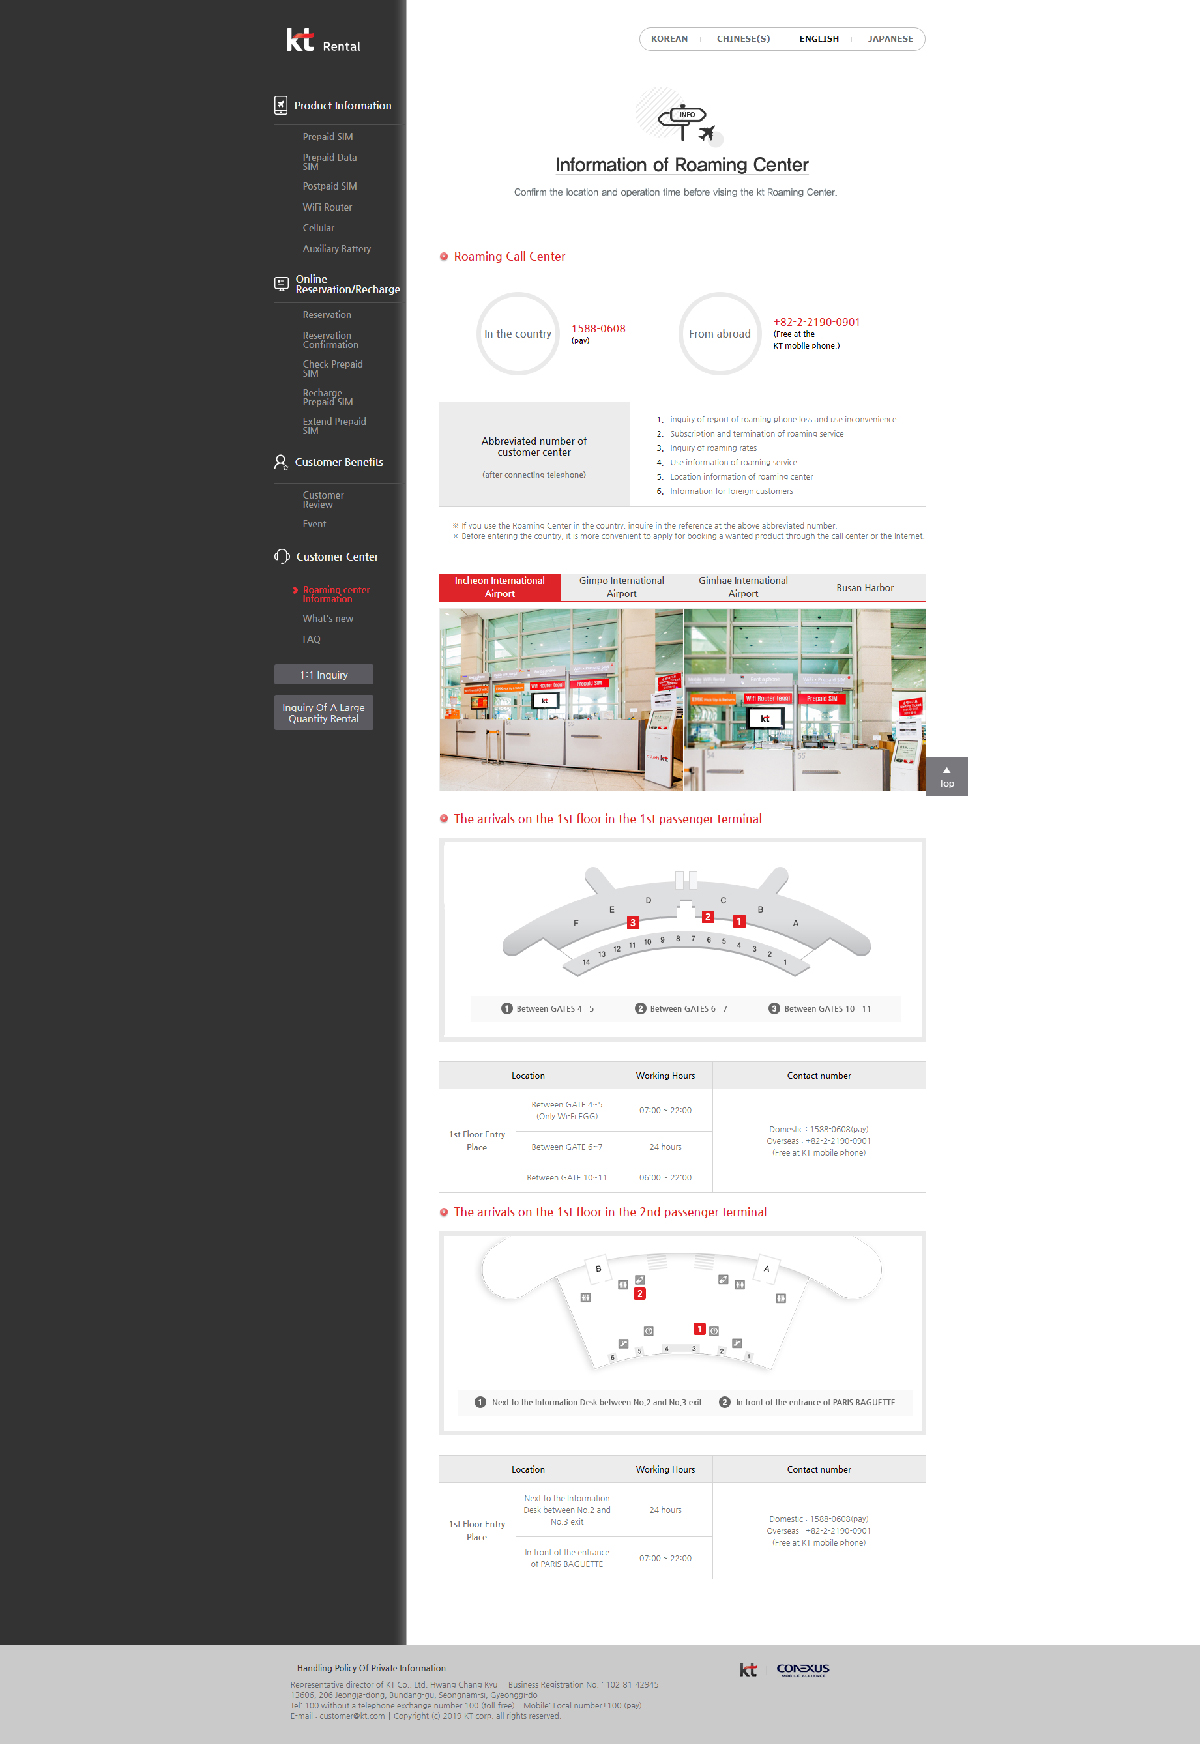 kt Rental
KOREAN
CHINESE(S)
ENGLISH
JAPANESE
Product Information
Prepaid SIM
Prepaid Data
SIM
Postpaid SIM
WiFi Router
Cellular
Auxiliary Battery
Online
Reservation/Recharge
Reservation
Reservation
Confirmation
Check Prepaid
SIM
Recharge
Prepaid SIM
Extend Prepaid
SIM
Customer Benefits
Customer
Review
Event
Customer Center
Roaming center
Information
What's new
FAQ
1:1 Inquiry
Inquiry Of A Large
Quantity Rental
INFO
Information of Roaming Center
Confirm the location and operation time before vising the kt Roaming Center.
Roaming Call Center
In the country
1588-0608
(pay)
From abroad
+82-2-2190-0901
(Free at the
KT mobile phone.)
Abbreviated number of
customer center
(after connecting telephone)
1. Inquiry of report of roaming phone loss and use inconvenience
2. Subscription and termination of roaming service
3. Inquiry of roaming rates
4. Use information of roaming service
5. Location information of roaming center
6. Information for foreign customers
※ If you use the Roaming Center in the country, inquire in the reference at the above abbreviated number.
※ Before entering the country, it is more convenient to apply for booking a wanted product through the call center or the Internet.
Incheon International
Airport
Gimpo International
Airport
Gimhae International
Airport
Busan Harbor
kt
kt
Prepaid SIM
kt
Top
The arrivals on the 1st floor in the 1st passenger terminal
F E D C B A
3 2 1
14 13 12 11 10 9 8 7 6 5 4 3 2 1
1 Between GATES 4 - 5
2 Between GATES 6 - 7
3 Between GATES 10 - 11
Location
Working Hours
Contact number
1st Floor Entry
Place
Between GATE 4~5
(Only Wi-Fi EGG)
07:00 ~ 22:00
Between GATE 6~7
24 hours
Between GATE 10~11
06:00 ~ 22:00
Domestic : 1588-0608(pay)
Overseas : +82-2-2190-0901
(Free at KT mobile phone)
The arrivals on the 1st floor in the 2nd passenger terminal
B A
2
1
6 5 4 3 2 1
1 Next to the Information Desk between No.2 and No.3 exit
2 In front of the entrance of PARIS BAGUETTE
Location
Working Hours
Contact number
1st Floor Entry
Place
Next to the Information
Desk between No.2 and
No.3 exit
24 hours
In front of the entrance
of PARIS BAGUETTE
07:00 ~ 22:00
Domestic : 1588-0608(pay)
Overseas : +82-2-2190-0901
(Free at KT mobile phone)
Handling Policy Of Private Information
Representative director of KT Co., Ltd. Hwang Chang Kyu Business Registration No. 102-81-42945
13606, 206 Jeongja-dong, Bundang-gu, Seongnam-si, Gyeonggi-do
Tel: 100 without a telephone exchange number 100 (toll free) Mobile: Local number+100 (pay)
E-mail : customer@kt.com | Copyright (c) 2013 KT corp. all rights reserved.
kt
CONEXUS